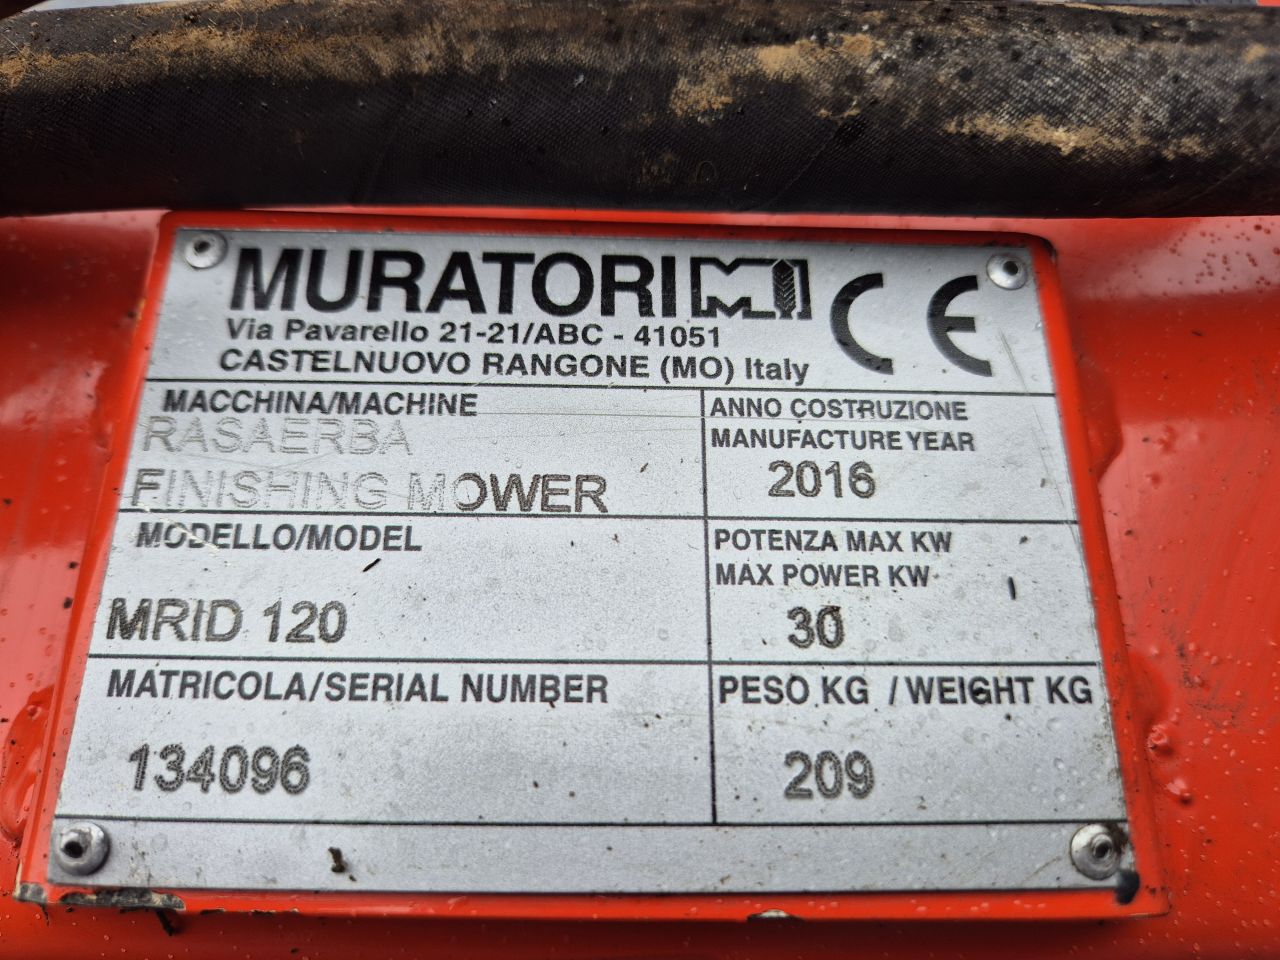 MURATORI MI CE
Via Pavarello 21-21/ABC - 41051
CASTELNUOVO RANGONE (MO) Italy
MACCHINA/MACHINE
RASAERBA
FINISHING MOWER
ANNO COSTRUZIONE
MANUFACTURE YEAR
2016
MODELLO/MODEL
MRID 120
POTENZA MAX KW
MAX POWER KW
30
MATRICOLA/SERIAL NUMBER
134096
PESO KG / WEIGHT KG
209